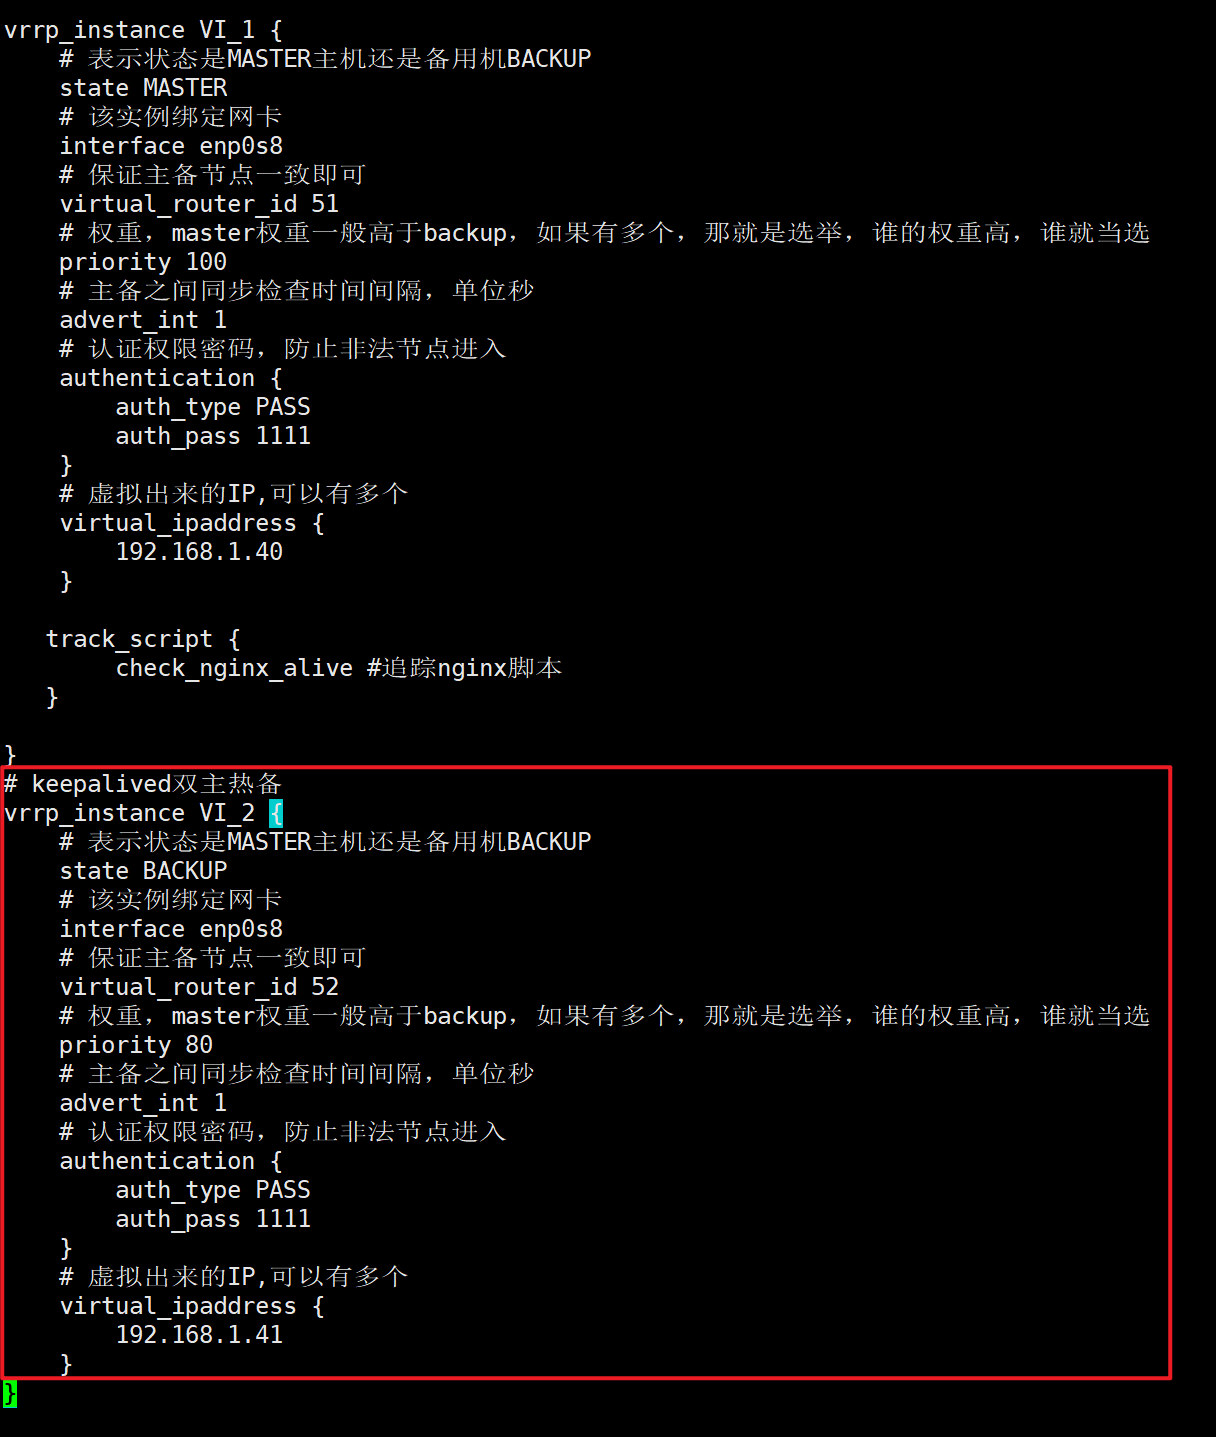 vrrp_instance VI_1 {
    # 表示状态是MASTER主机还是备用机BACKUP
    state MASTER
    # 该实例绑定网卡
    interface enp0s8
    # 保证主备节点一致即可
    virtual_router_id 51
    # 权重，master权重一般高于backup，如果有多个，那就是选举，谁的权重高，谁就当选
    priority 100
    # 主备之间同步检查时间间隔，单位秒
    advert_int 1
    # 认证权限密码，防止非法节点进入
    authentication {
        auth_type PASS
        auth_pass 1111
    }
    # 虚拟出来的IP,可以有多个
    virtual_ipaddress {
        192.168.1.40
    }
   track_script {
        check_nginx_alive #追踪nginx脚本
   }
}
# keepalived双主热备
vrrp_instance VI_2 {
    # 表示状态是MASTER主机还是备用机BACKUP
    state BACKUP
    # 该实例绑定网卡
    interface enp0s8
    # 保证主备节点一致即可
    virtual_router_id 52
    # 权重，master权重一般高于backup，如果有多个，那就是选举，谁的权重高，谁就当选
    priority 80
    # 主备之间同步检查时间间隔，单位秒
    advert_int 1
    # 认证权限密码，防止非法节点进入
    authentication {
        auth_type PASS
        auth_pass 1111
    }
    # 虚拟出来的IP,可以有多个
    virtual_ipaddress {
        192.168.1.41
    }
}